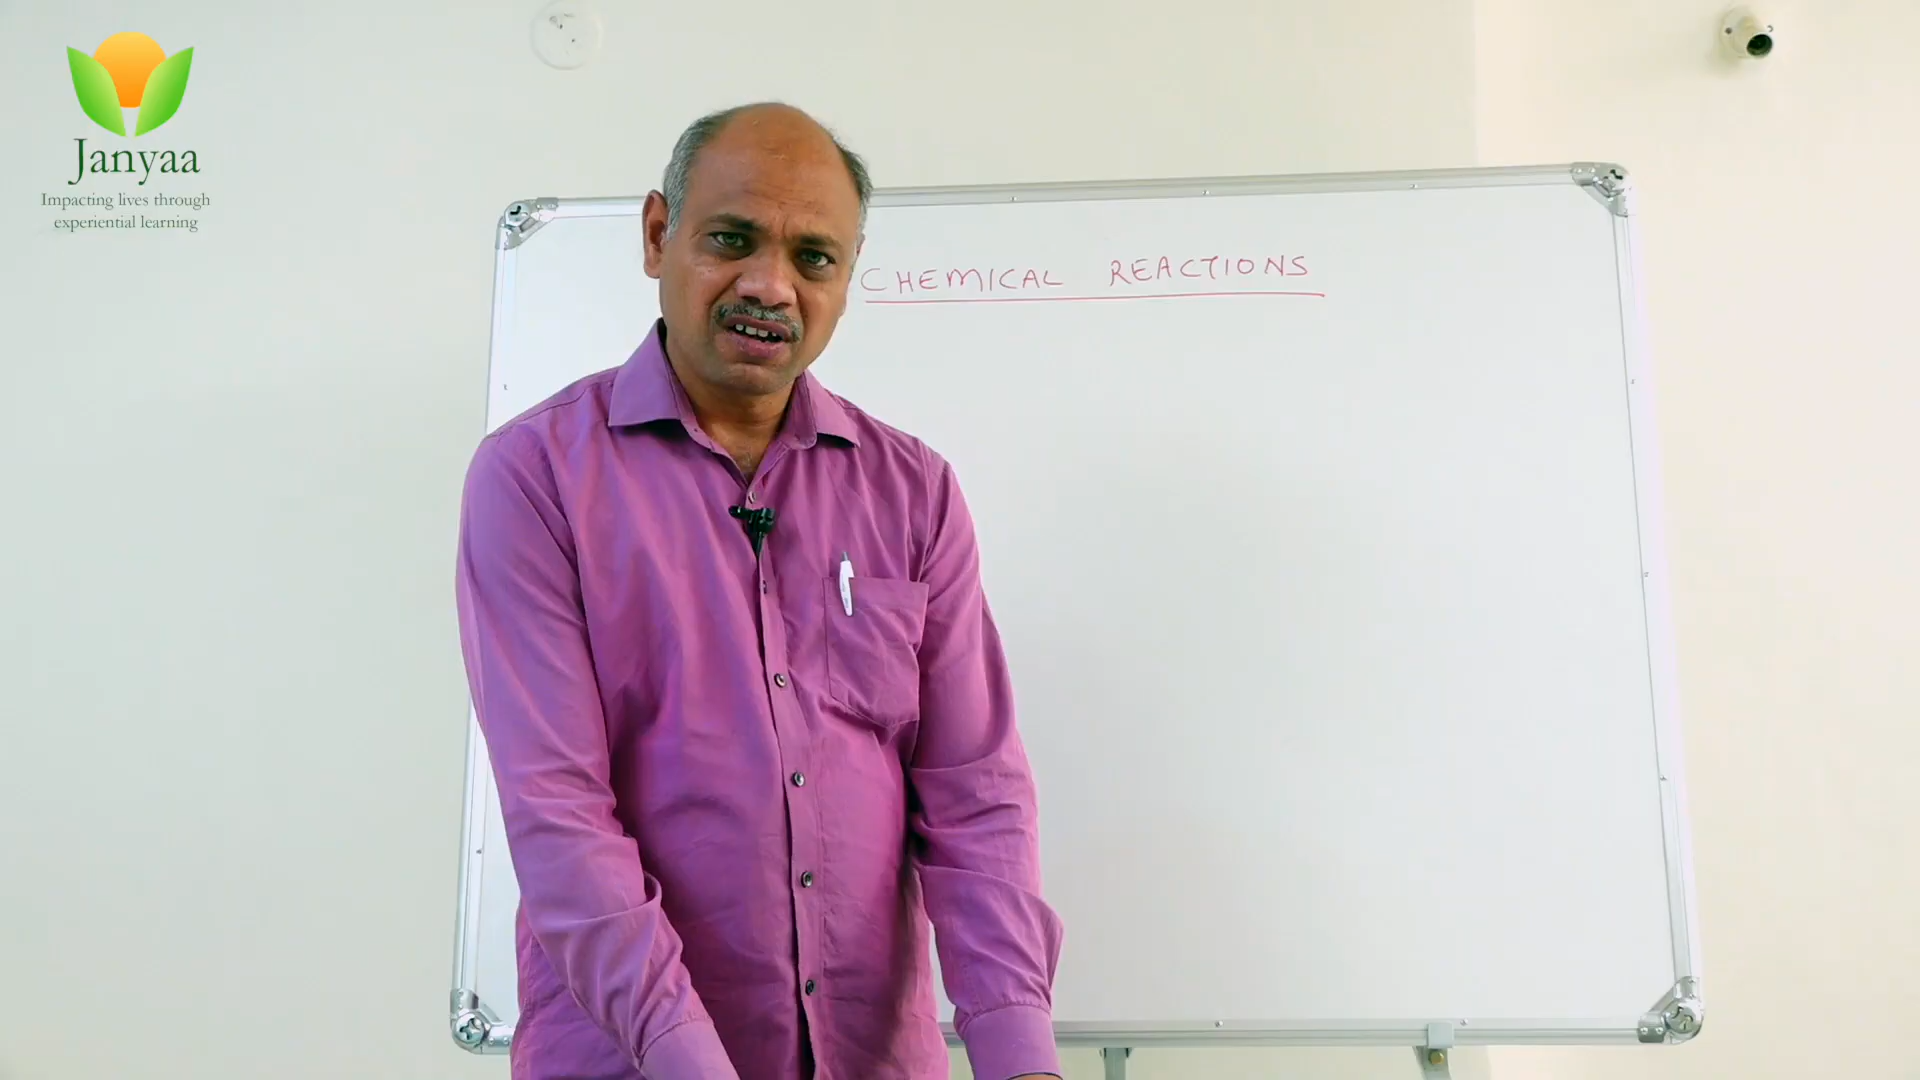 Janyaa
Impacting lives through
experiential learning
CHEMICAL REACTIONS